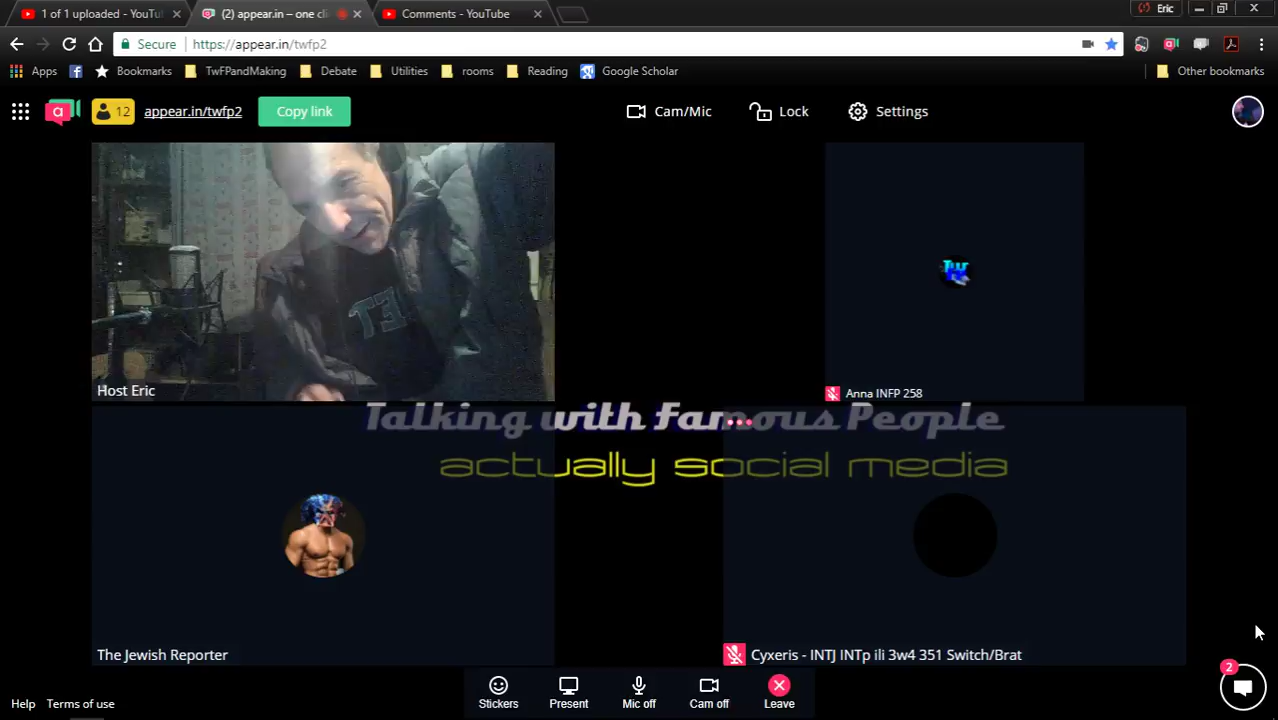 1 of 1 uploaded - YouTu
(2) appear.in – one cli
Comments - YouTube
Eric
Secure
https://appear.in/twfp2
Apps
Bookmarks
TwFPandMaking
Debate
Utilities
rooms
Reading
Google Scholar
Other bookmarks
a
12
appear.in/twfp2
Copy link
Cam/Mic
Lock
Settings
Host Eric
Anna INFP 258
Talking with Famous People
actually social media
The Jewish Reporter
Cyxeris - INTJ INTp ili 3w4 351 Switch/Brat
2
Help
Terms of use
Stickers
Present
Mic off
Cam off
Leave